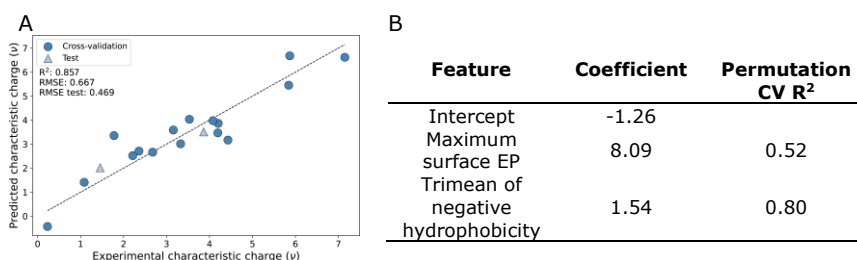 A
Predicted characteristic charge (ν)
7
6
5
4
3
2
1
0
Cross-validation
Test
R²: 0.857
RMSE: 0.667
RMSE test: 0.469
0 1 2 3 4 5 6 7
Experimental characteristic charge (ν)
B
Feature Coefficient Permutation
CV R²
Intercept -1.26
Maximum
surface EP 8.09 0.52
Trimean of
negative 1.54 0.80
hydrophobicity